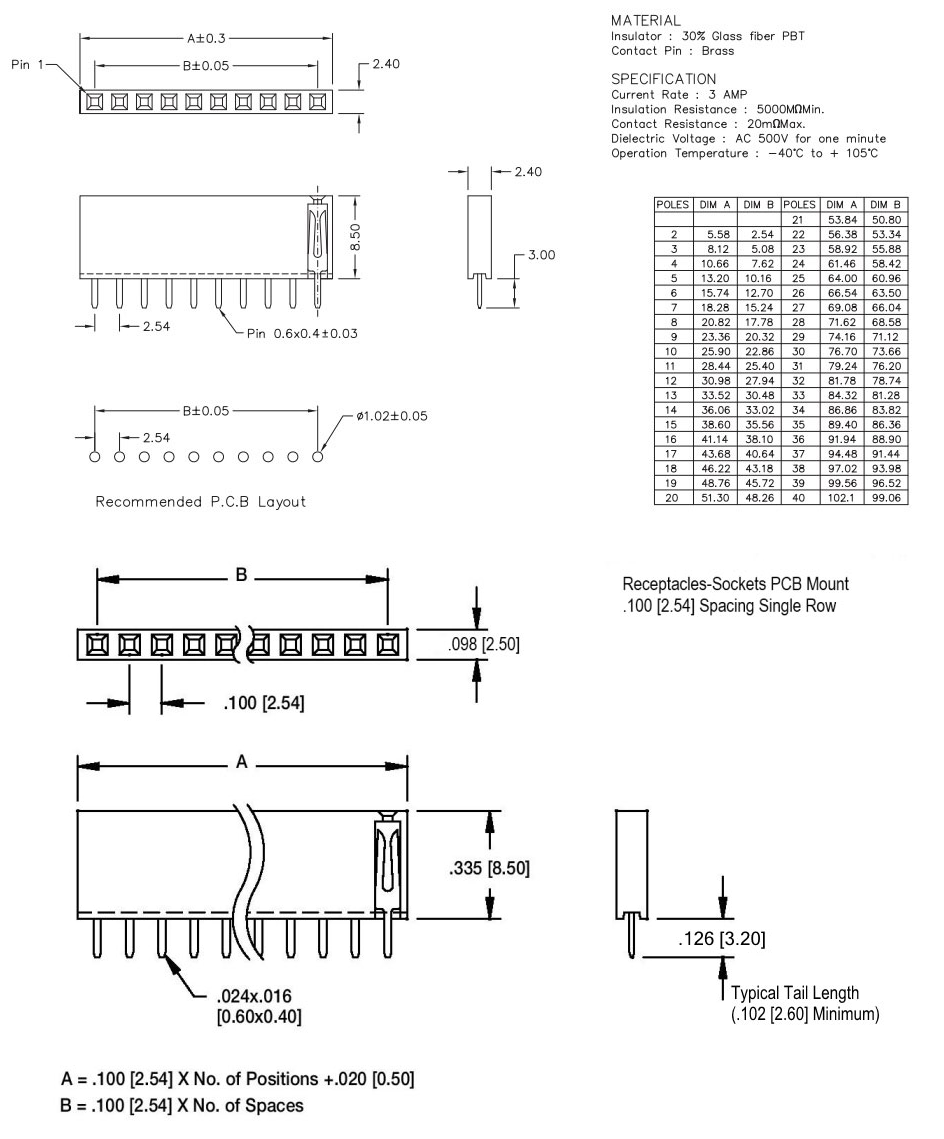 MATERIAL
Insulator : 30% Glass fiber PBT
Contact Pin : Brass
SPECIFICATION
Current Rate : 3 AMP
Insulation Resistance : 5000MΩMin.
Contact Resistance : 20mΩMax.
Dielectric Voltage : AC 500V for one minute
Operation Temperature : −40℃ to + 105℃
A±0.3
Pin 1
B±0.05
2.40
2.40
8.50
3.00
2.54
Pin 0.6x0.4±0.03
B±0.05
ø1.02±0.05
2.54
Recommended P.C.B Layout
POLES DIM A DIM B POLES DIM A DIM B
21 53.84 50.80
2 5.58 2.54 22 56.38 53.34
3 8.12 5.08 23 58.92 55.88
4 10.66 7.62 24 61.46 58.42
5 13.20 10.16 25 64.00 60.96
6 15.74 12.70 26 66.54 63.50
7 18.28 15.24 27 69.08 66.04
8 20.82 17.78 28 71.62 68.58
9 23.36 20.32 29 74.16 71.12
10 25.90 22.86 30 76.70 73.66
11 28.44 25.40 31 79.24 76.20
12 30.98 27.94 32 81.78 78.74
13 33.52 30.48 33 84.32 81.28
14 36.06 33.02 34 86.86 83.82
15 38.60 35.56 35 89.40 86.36
16 41.14 38.10 36 91.94 88.90
17 43.68 40.64 37 94.48 91.44
18 46.22 43.18 38 97.02 93.98
19 48.76 45.72 39 99.56 96.52
20 51.30 48.26 40 102.1 99.06
Receptacles-Sockets PCB Mount
.100 [2.54] Spacing Single Row
B
.098 [2.50]
.100 [2.54]
A
.335 [8.50]
.126 [3.20]
Typical Tail Length
(.102 [2.60] Minimum)
.024x.016
[0.60x0.40]
A = .100 [2.54] X No. of Positions +.020 [0.50]
B = .100 [2.54] X No. of Spaces